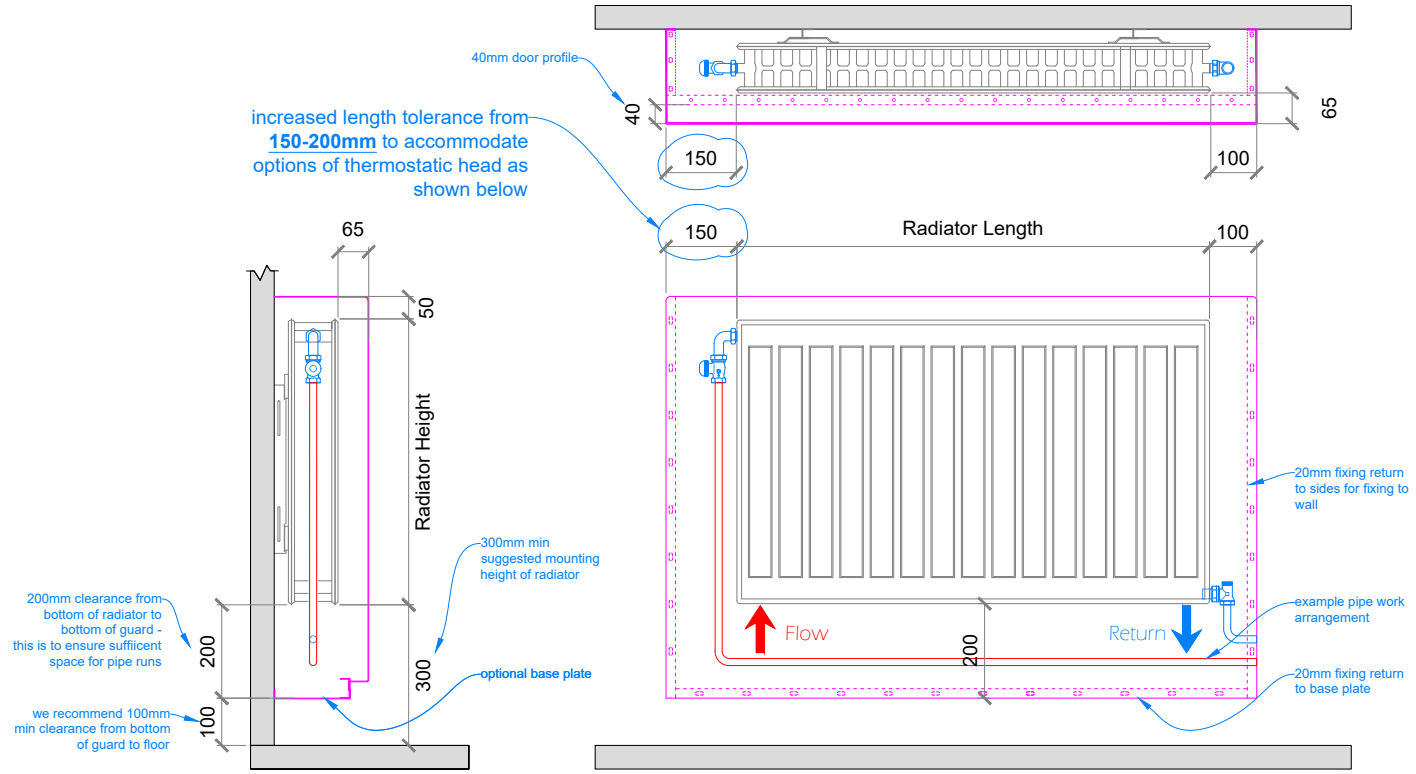 40mm door profile
40
65
increased length tolerance from
150-200mm to accommodate
options of thermostatic head as
shown below
150
100
65
150
Radiator Length
100
50
Radiator Height
20mm fixing return
to sides for fixing to
wall
300mm min
suggested mounting
height of radiator
200mm clearance from
bottom of radiator to
bottom of guard -
this is to ensure suffiicent
space for pipe runs
200
300
Flow
200
Return
example pipe work
arrangement
optional base plate
20mm fixing return
to base plate
we recommend 100mm
min clearance from bottom
of guard to floor
100